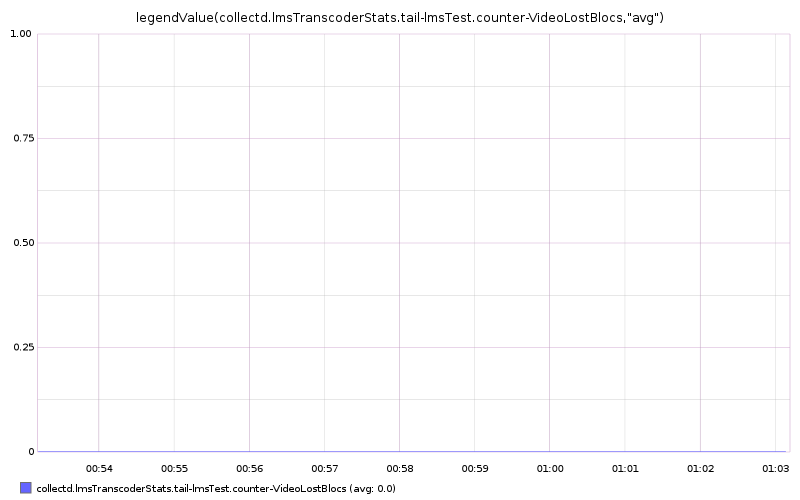 legendValue(collectd.lmsTranscoderStats.tail-lmsTest.counter-VideoLostBlocs,"avg")
1.00
0.75
0.50
0.25
0
00:54 00:55 00:56 00:57 00:58 00:59 01:00 01:01 01:02 01:03
collectd.lmsTranscoderStats.tail-lmsTest.counter-VideoLostBlocs (avg: 0.0)